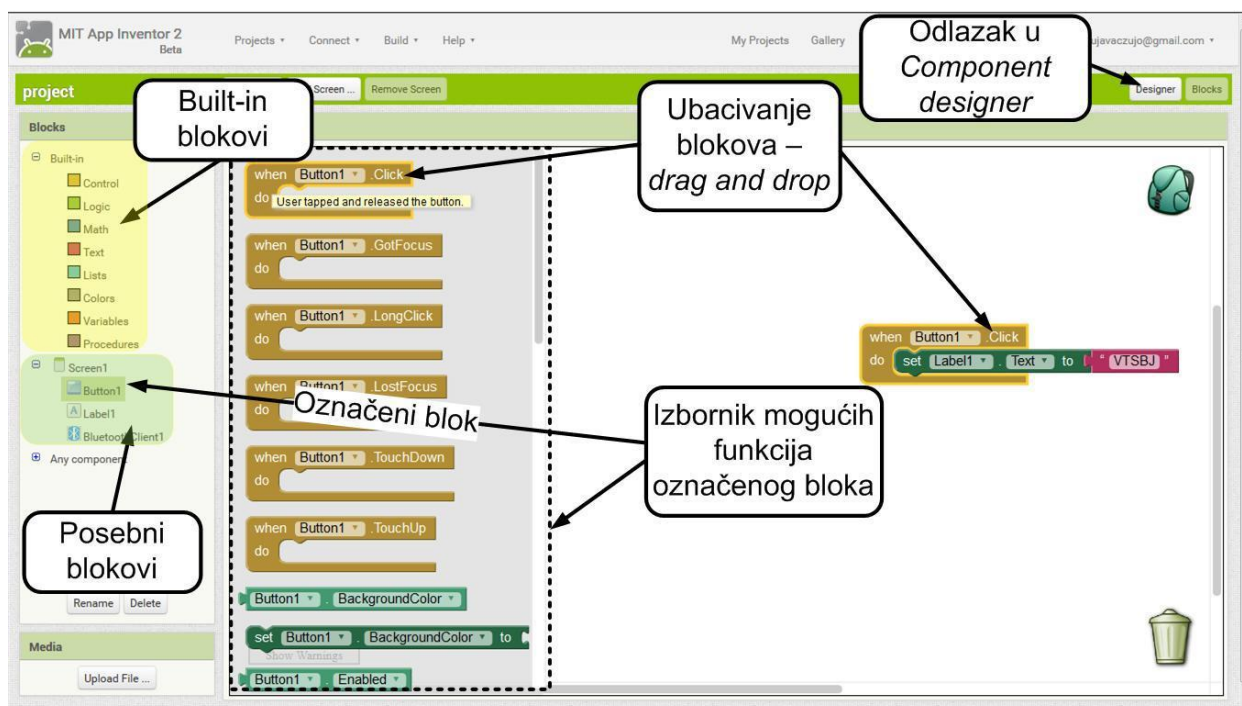 MIT App Inventor 2
Beta
Projects Connect Build Help
My Projects Gallery
ujavaczujo@gmail.com
Odlazak u
Component
designer
project
Screen ... Remove Screen
Designer Blocks
Built-in
blokovi
Ubacivanje
blokova –
drag and drop
Blocks
Built-in
Control
Logic
Math
Text
Lists
Colors
Variables
Procedures
Screen1
Button1
Label1
Any component
when Button1 .Click
do
User tapped and released the button.
when Button1 .GotFocus
do
when Button1 .LongClick
do
when Button1 .LostFocus
do
Označeni blok
when Button1 .TouchDown
do
when Button1 .TouchUp
do
Button1 . BackgroundColor
set Button1 . BackgroundColor to
Show Warnings
Button1 . Enabled
when Button1 .Click
do set Label1 . Text to " VTSBJ "
Izbornik mogućih
funkcija
označenog bloka
Posebni
blokovi
Rename Delete
Media
Upload File ...